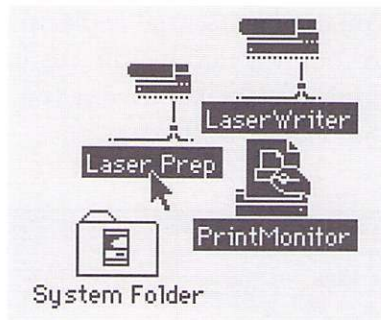 LaserWriter
Laser Prep
PrintMonitor
System Folder